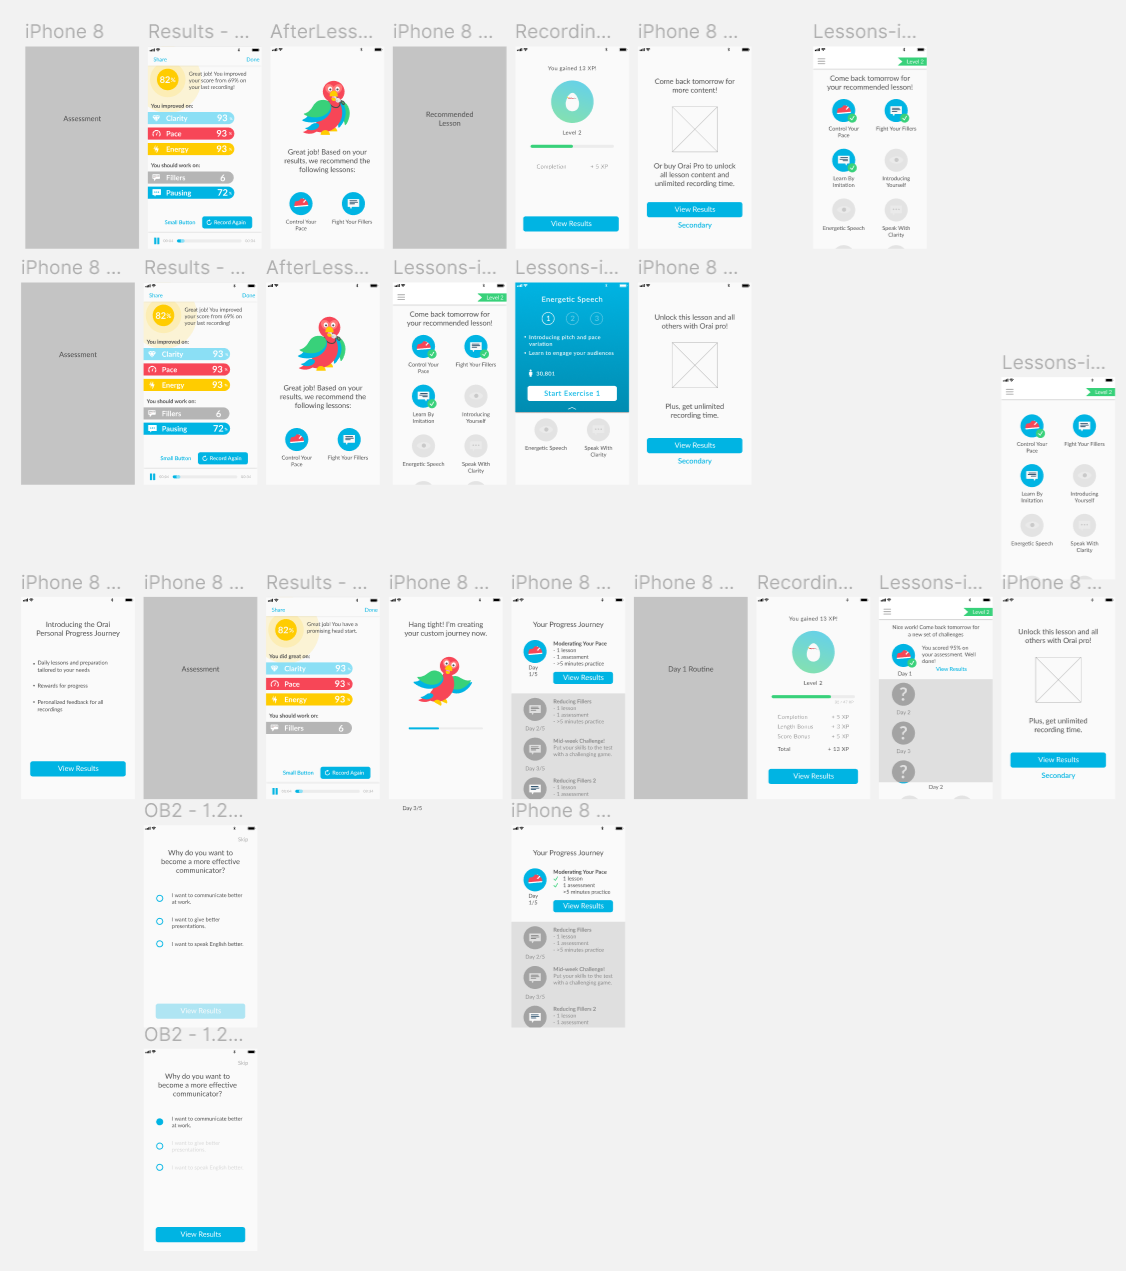 iPhone 8
Results - ...
AfterLess...
iPhone 8 ...
Recordin...
iPhone 8 ...
Lessons-i...
Assessment
Share
Done
82%
Great job! You improved
your score from 69% on
your last recording!
You improved on:
Clarity 93
Pace 93
Energy 93
You should work on:
Fillers 6
Pausing 72
Small Button
Record Again
Great job! Based on your
results, we recommend the
following lessons:
Control Your
Pace
Fight Your Fillers
Recommended
Lesson
You gained 13 XP!
Level 2
Completion + 5 XP
View Results
Come back tomorrow for
more content!
Or buy Orai Pro to unlock
all lesson content and
unlimited recording time.
View Results
Secondary
Level 2
Come back tomorrow for
your recommended lesson!
Control Your
Pace
Fight Your Fillers
Learn By
Imitation
Introducing
Yourself
Energetic Speech
Speak With
Clarity
iPhone 8 ...
Results - ...
AfterLess...
Lessons-i...
Lessons-i...
iPhone 8 ...
Assessment
Share
Done
82%
Great job! You improved
your score from 69% on
your last recording!
You improved on:
Clarity 93
Pace 93
Energy 93
You should work on:
Fillers 6
Pausing 72
Small Button
Record Again
Great job! Based on your
results, we recommend the
following lessons:
Control Your
Pace
Fight Your Fillers
Level 2
Come back tomorrow for
your recommended lesson!
Control Your
Pace
Fight Your Fillers
Learn By
Imitation
Introducing
Yourself
Energetic Speech
Speak With
Clarity
Energetic Speech
1 2 3
• Introducing pitch and pace
variation
• Learn to engage your audiences
30,801
Start Exercise 1
Energetic Speech
Speak With
Clarity
Unlock this lesson and all
others with Orai pro!
Plus, get unlimited
recording time.
View Results
Secondary
Lessons-i...
Level 2
Control Your
Pace
Fight Your Fillers
Learn By
Imitation
Introducing
Yourself
Energetic Speech
Speak With
Clarity
iPhone 8 ...
iPhone 8 ...
Results - ...
iPhone 8 ...
iPhone 8 ...
iPhone 8 ...
Recordin...
Lessons-i...
iPhone 8 ...
Introducing the Orai
Personal Progress Journey
• Daily lessons and preparation
tailored to your needs
• Rewards for progress
• Personalized feedback for all
recordings!
View Results
Assessment
Share
Done
82%
Great job! You have a
promising head start.
You did great on:
Clarity 93
Pace 93
Energy 93
You should work on:
Fillers 6
Small Button
Record Again
Hang tight! I'm creating
your custom journey now.
Day 3/5
Your Progress Journey
Moderating Your Pace
- 1 lesson
- 1 assessment
- >5 minutes practice
Day
1/5
View Results
Reducing Fillers
- 1 lesson
- 1 assessment
- >5 minutes practice
Day 2/5
Mid-week Challenge!
Put your skills to the test
with a challenging game.
Day 3/5
Reducing Fillers 2
- 1 lesson
- 1 assessment
Day 1 Routine
You gained 13 XP!
Level 2
Completion + 5 XP
Length Bonus + 3 XP
Score Bonus + 5 XP
Total + 13 XP
View Results
Level 2
Nice work! Come back tomorrow for
a new set of challenges
You scored 95% on
your assessment. Well
done!
View Results
Day 1
?
Day 2
?
Day 3
?
Day 2
Unlock this lesson and all
others with Orai pro!
Plus, get unlimited
recording time.
View Results
Secondary
OB2 - 1.2...
Skip
Why do you want to
become a more effective
communicator?
I want to communicate better
at work.
I want to give better
presentations.
I want to speak English better.
View Results
iPhone 8 ...
Your Progress Journey
Moderating Your Pace
1 lesson
1 assessment
>5 minutes practice
Day
1/5
View Results
Reducing Fillers
- 1 lesson
- 1 assessment
- >5 minutes practice
Day 2/5
Mid-week Challenge!
Put your skills to the test
with a challenging game.
Day 3/5
Reducing Fillers 2
- 1 lesson
- 1 assessment
OB2 - 1.2...
Skip
Why do you want to
become a more effective
communicator?
I want to communicate better
at work.
I want to give better
presentations.
I want to speak English better.
View Results